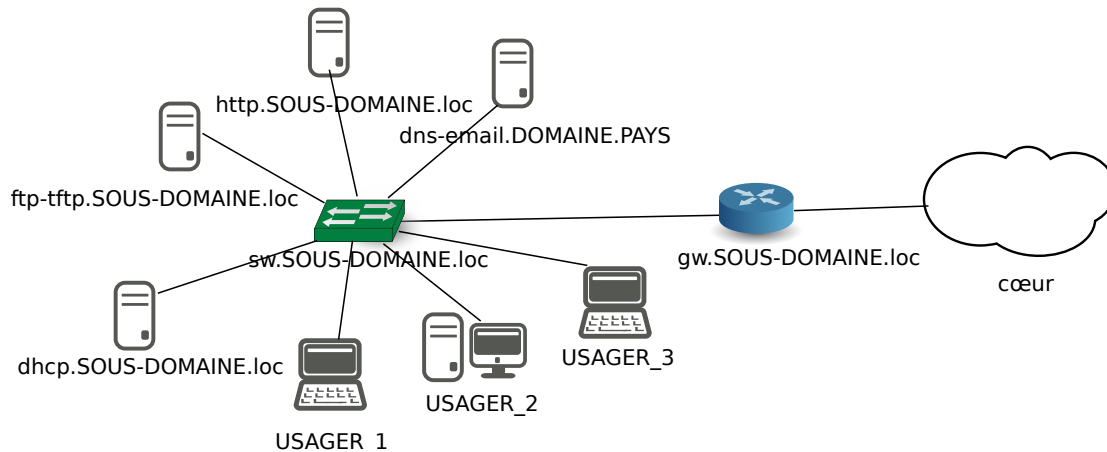 http.SOUS-DOMAINE.loc
dns-email.DOMAINE.PAYS
ftp-tftp.SOUS-DOMAINE.loc
sw.SOUS-DOMAINE.loc
gw.SOUS-DOMAINE.loc
cœur
dhcp.SOUS-DOMAINE.loc
USAGER_3
USAGER_2
USAGER_1